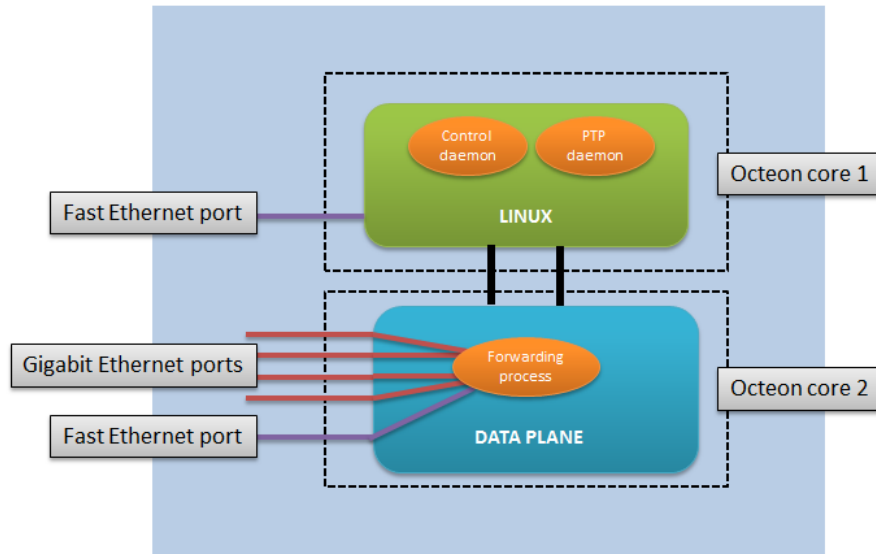 Control
daemon
PTP
daemon
Octeon core 1
Fast Ethernet port
LINUX
Gigabit Ethernet ports
Forwarding
process
Octeon core 2
Fast Ethernet port
DATA PLANE